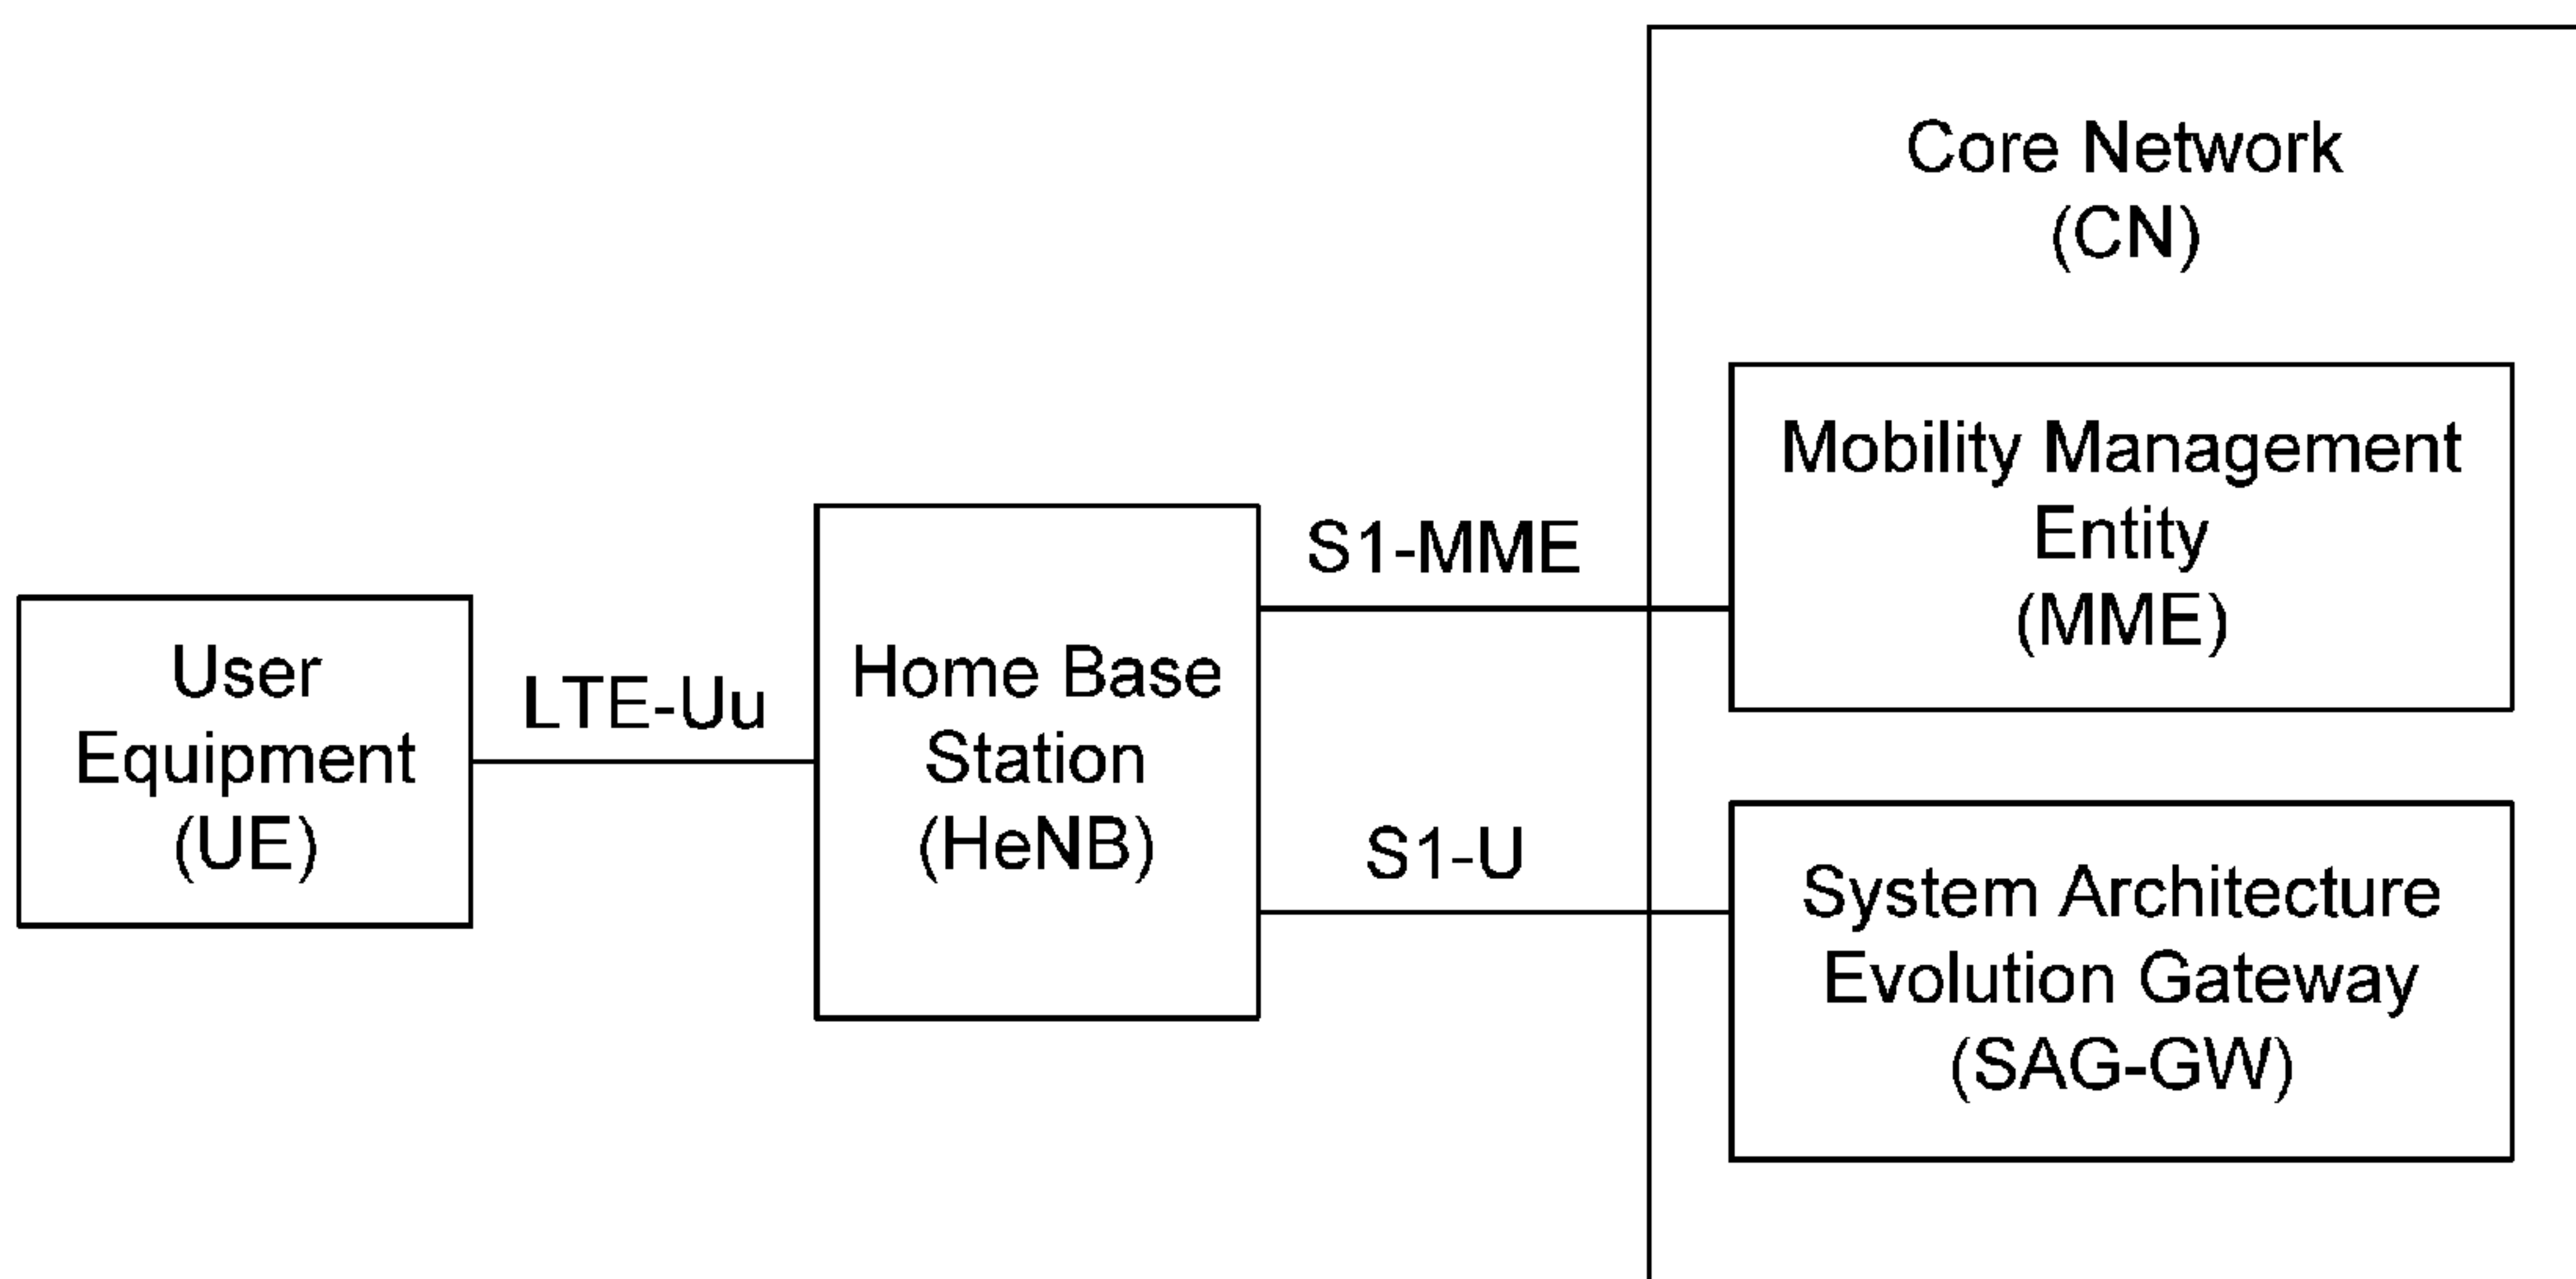 Core Network
(CN)
Mobility Management
Entity
(MME)
S1-MME
User
Equipment
(UE)
LTE-Uu
Home Base
Station
(HeNB)
S1-U
System Architecture
Evolution Gateway
(SAG-GW)